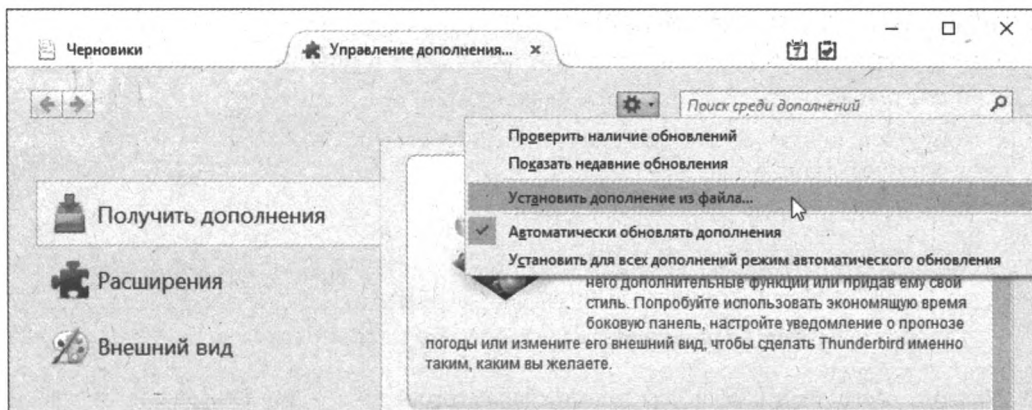 Черновики
Управление дополнения...
7
Поиск среди дополнений
Проверить наличие обновлений
Показать недавние обновления
Установить дополнение из файла...
Автоматически обновлять дополнения
Установить для всех дополнений режим автоматического обновления
Получить дополнения
Расширения
Внешний вид
него дополнительные функции или придав ему свой
стиль. Попробуйте использовать экономящую время
боковую панель, настройте уведомление о прогнозе
погоды или измените его внешний вид, чтобы сделать Thunderbird именно
таким, каким вы желаете.